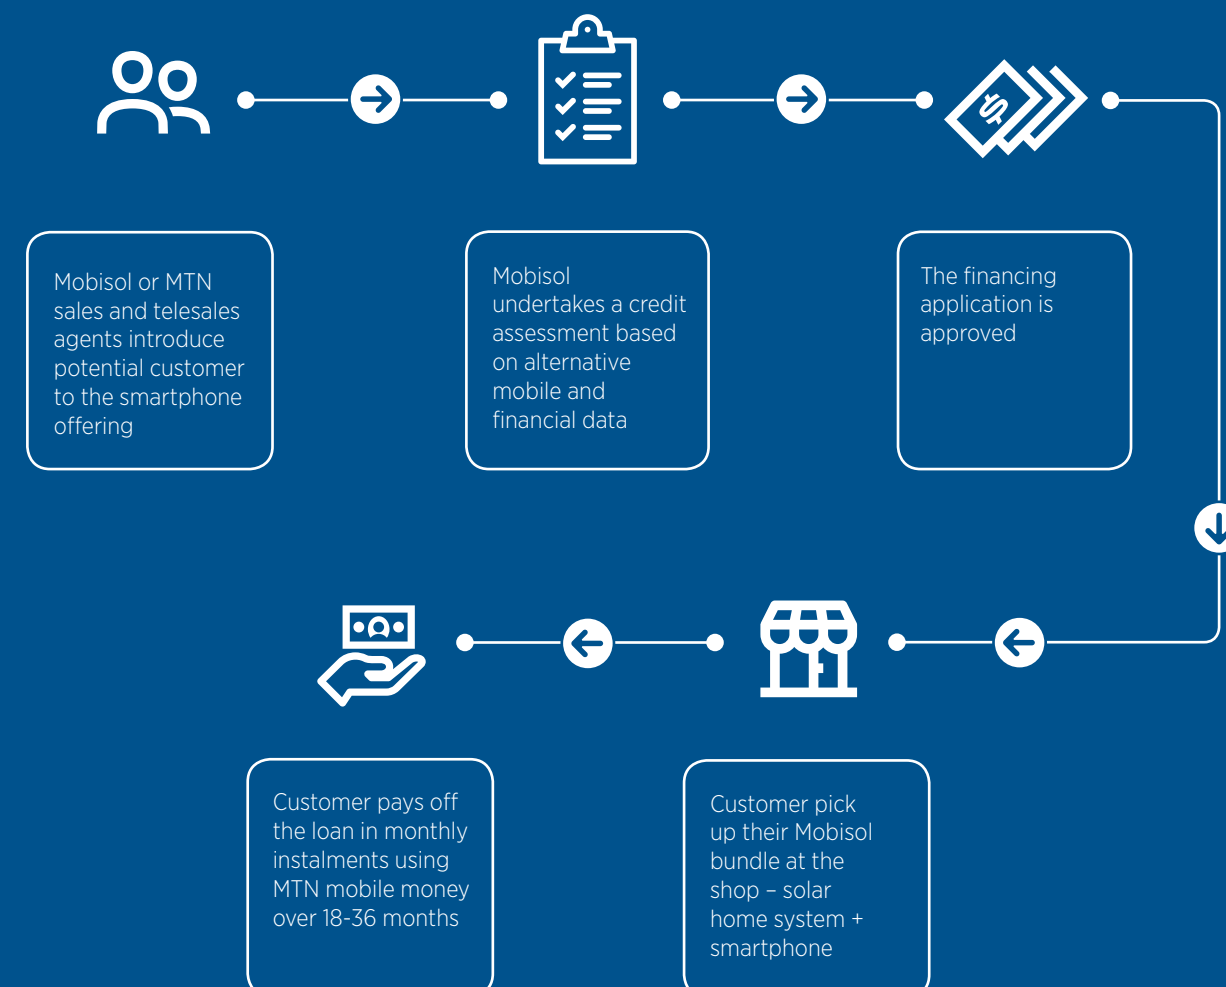 Mobisol or MTN
sales and telesales
agents introduce
potential customer
to the smartphone
offering
Mobisol
undertakes a credit
assessment based
on alternative
mobile and
financial data
The financing
application is
approved
Customer pick
up their Mobisol
bundle at the
shop – solar
home system +
smartphone
Customer pays off
the loan in monthly
instalments using
MTN mobile money
over 18-36 months